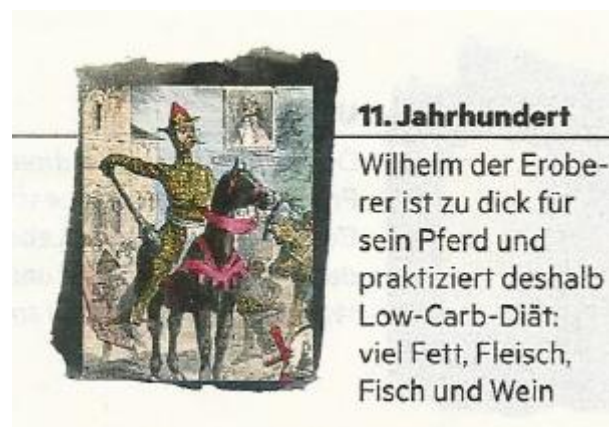 11. Jahrhundert
Wilhelm der Erobe-
rer ist zu dick für
sein Pferd und
praktiziert deshalb
Low-Carb-Diät:
viel Fett, Fleisch,
Fisch und Wein